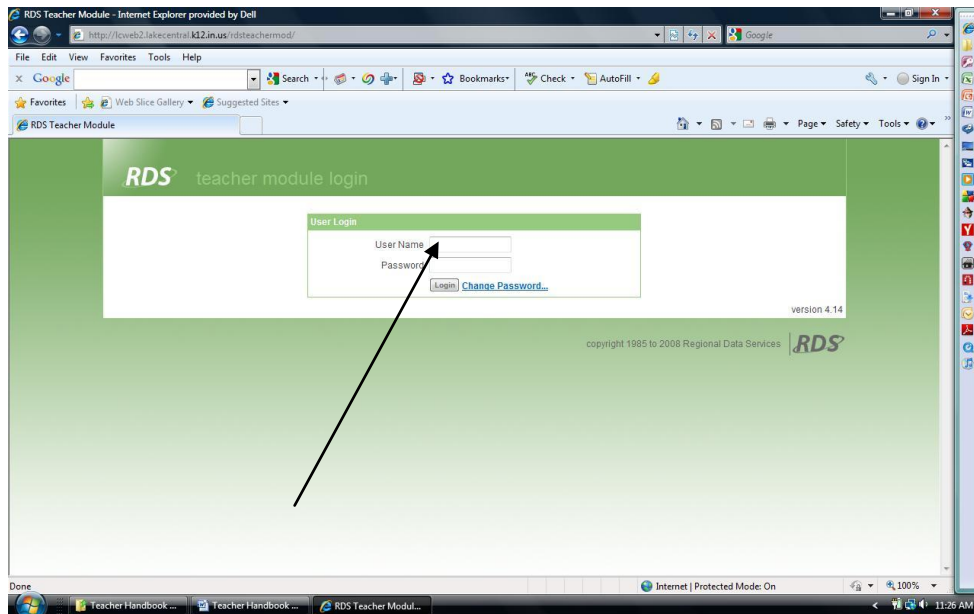 RDS Teacher Module - Internet Explorer provided by Dell
http://lcweb2.lakecentral.k12.in.us/rdsteachermod/
Google
File Edit View Favorites Tools Help
x Google Search Bookmarks Check AutoFill Sign In
Favorites Web Slice Gallery Suggested Sites
RDS Teacher Module Page Safety Tools
RDS teacher module login
User Login
User Name
Password
Login Change Password...
version 4.14
copyright 1985 to 2008 Regional Data Services RDS
Done Internet | Protected Mode: On 100%
Teacher Handbook ... Teacher Handbook ... RDS Teacher Modul... 11:26 AM